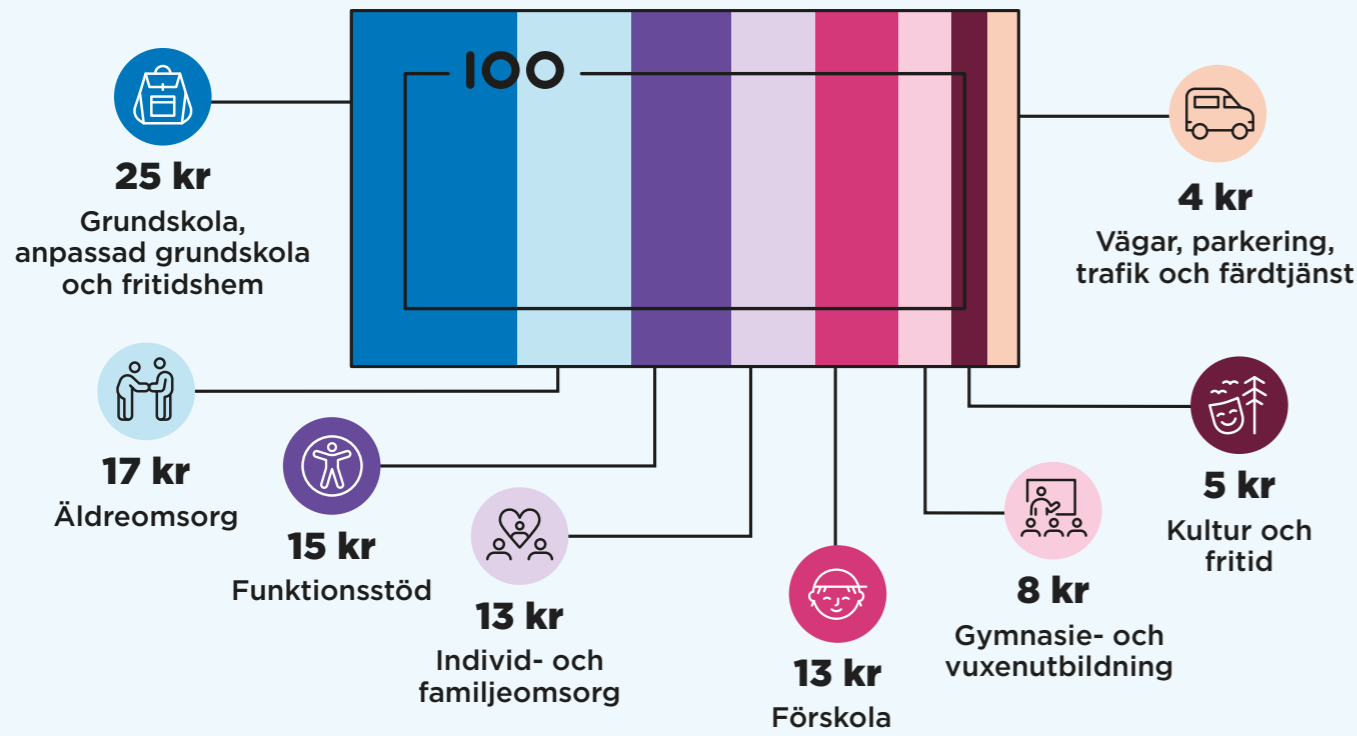 100
25 kr
Grundskola,
anpassad grundskola
och fritidshem
17 kr
Äldreomsorg
15 kr
Funktionsstöd
13 kr
Individ- och
familjeomsorg
13 kr
Förskola
8 kr
Gymnasie- och
vuxenutbildning
5 kr
Kultur och
fritid
4 kr
Vägar, parkering,
trafik och färdtjänst